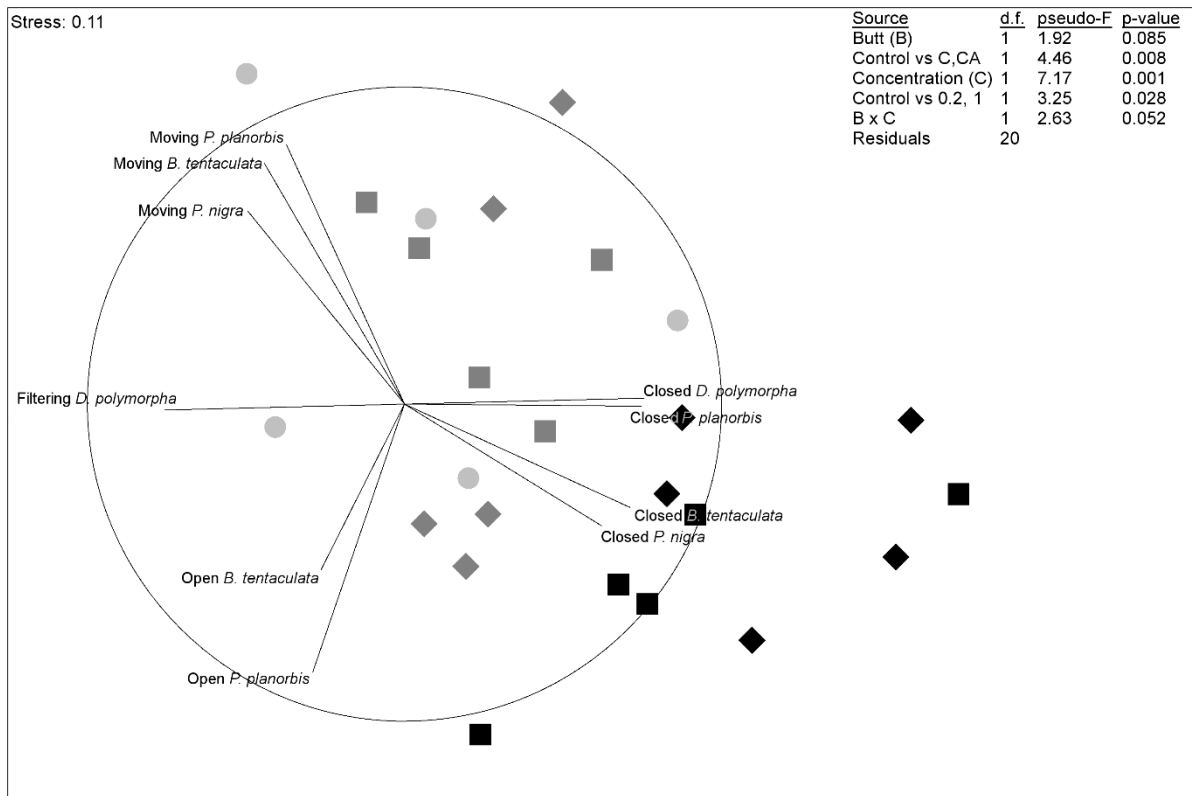 Stress: 0.11
Source d.f. pseudo-F p-value
Butt (B) 1 1.92 0.085
Control vs C,CA 1 4.46 0.008
Concentration (C) 1 7.17 0.001
Control vs 0.2, 1 1 3.25 0.028
B x C 1 2.63 0.052
Residuals 20
Moving P. planorbis
Moving B. tentaculata
Moving P. nigra
Filtering D. polymorpha
Closed D. polymorpha
Closed P. planorbis
Closed B. tentaculata
Closed P. nigra
Open B. tentaculata
Open P. planorbis